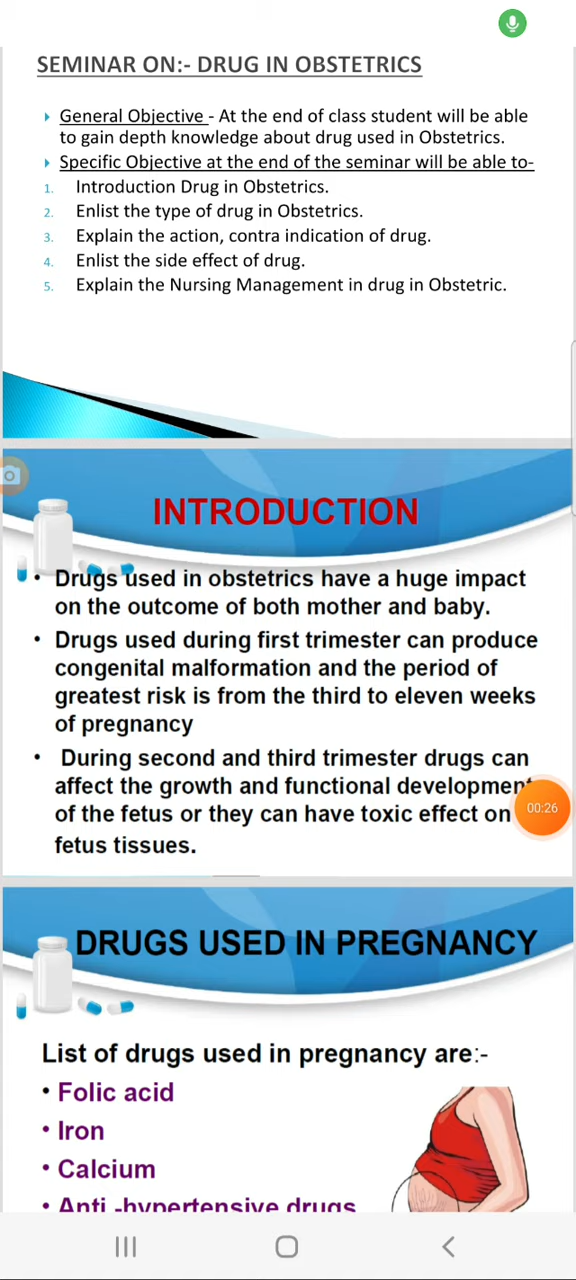 SEMINAR ON:- DRUG IN OBSTETRICS
General Objective - At the end of class student will be able
to gain depth knowledge about drug used in Obstetrics.
Specific Objective at the end of the seminar will be able to-
1. Introduction Drug in Obstetrics.
2. Enlist the type of drug in Obstetrics.
3. Explain the action, contra indication of drug.
4. Enlist the side effect of drug.
5. Explain the Nursing Management in drug in Obstetric.
INTRODUCTION
• Drugs used in obstetrics have a huge impact
on the outcome of both mother and baby.
• Drugs used during first trimester can produce
congenital malformation and the period of
greatest risk is from the third to eleven weeks
of pregnancy
• During second and third trimester drugs can
affect the growth and functional development
of the fetus or they can have toxic effect on
00:26
fetus tissues.
DRUGS USED IN PREGNANCY
List of drugs used in pregnancy are:-
• Folic acid
• Iron
• Calcium
• Anti -hypertensive drugs